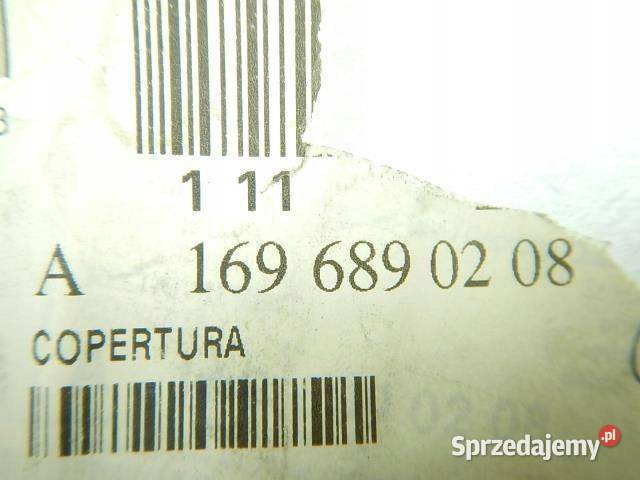 1 11
A 169 689 02 08
COPERTURA
Sprzedajemy.pl